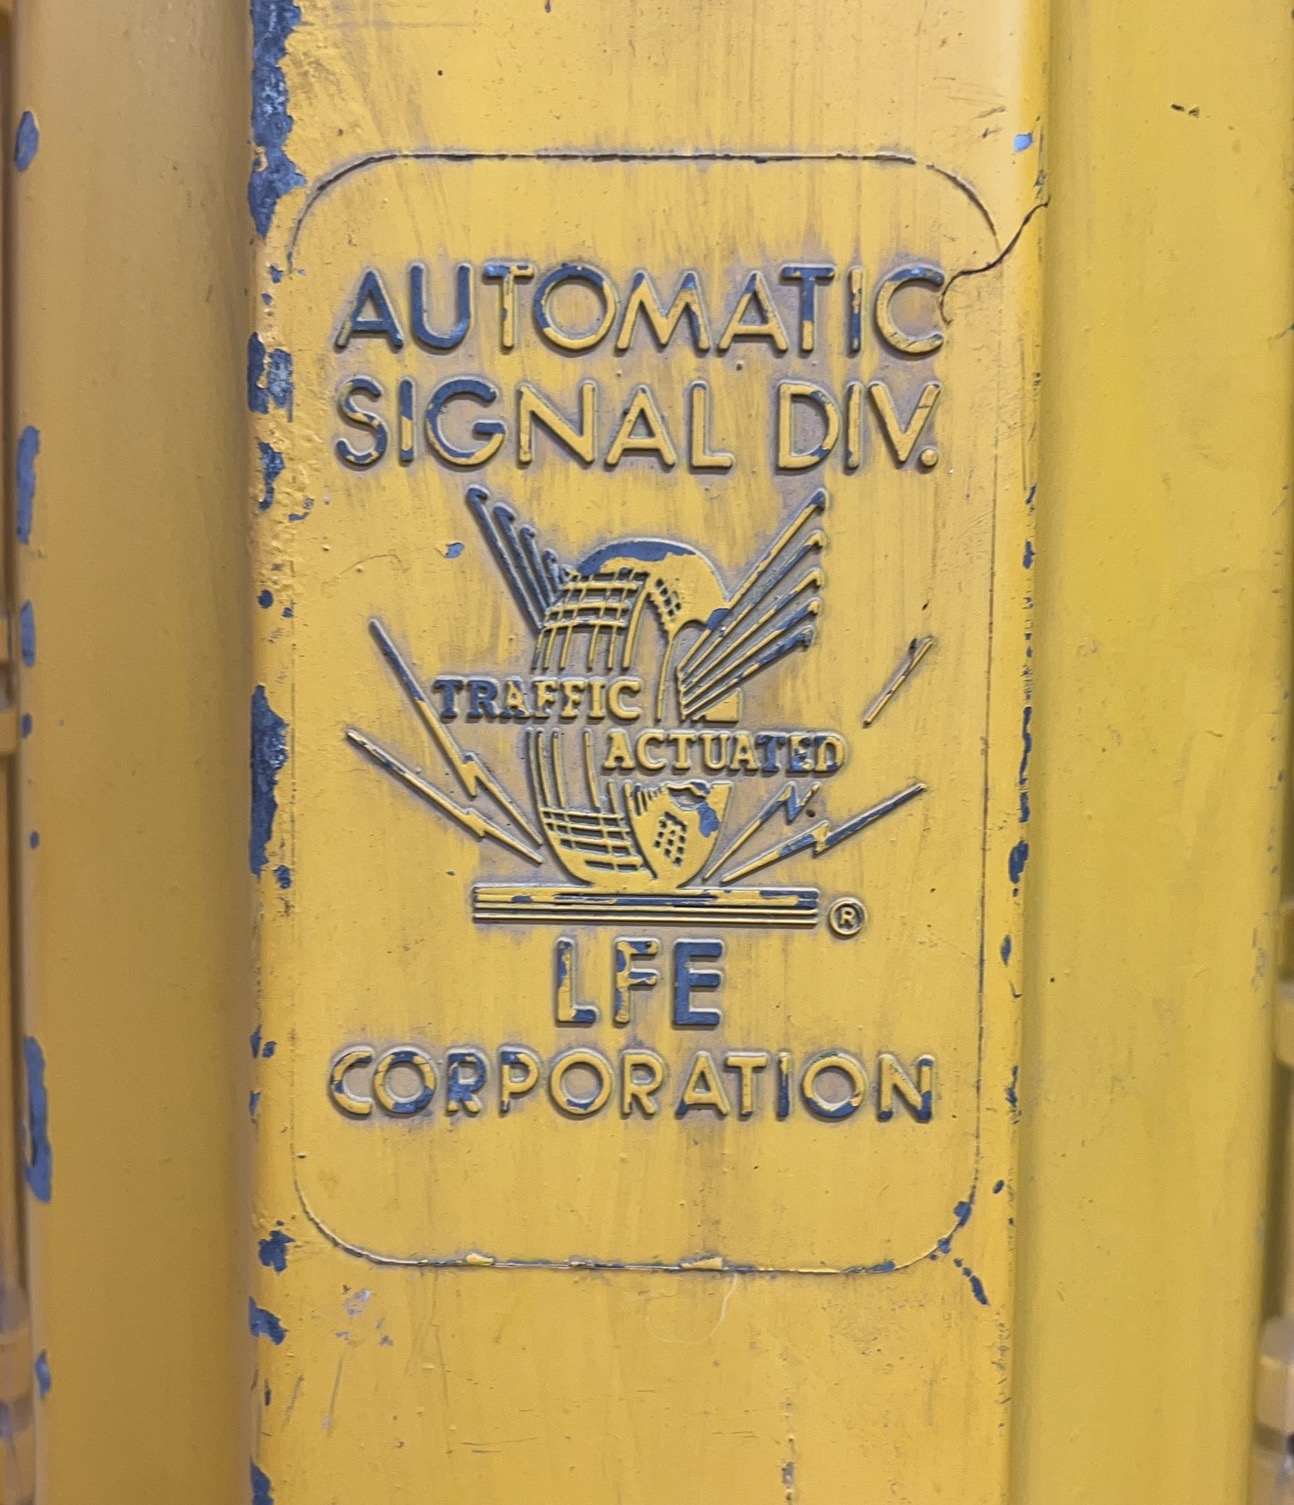 AUTOMATIC
SIGNAL DIV.
TRAFFIC
ACTUATED
®
LFE
CORPORATION